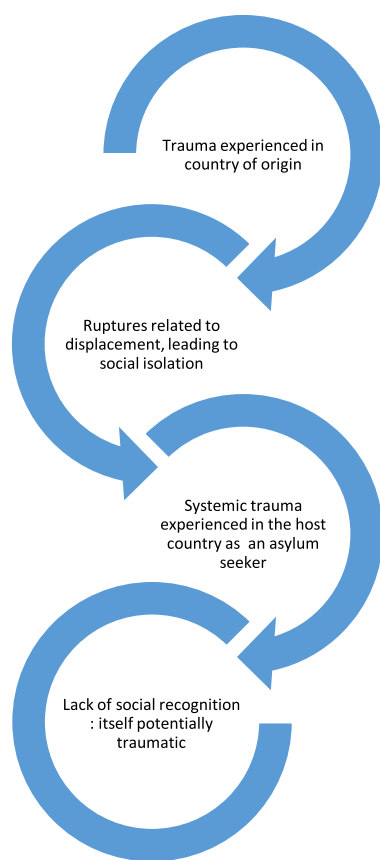 Trauma experienced in
country of origin
Ruptures related to
displacement, leading to
social isolation
Systemic trauma
experienced in the host
country as  an asylum
seeker
Lack of social recognition
: itself potentially
traumatic